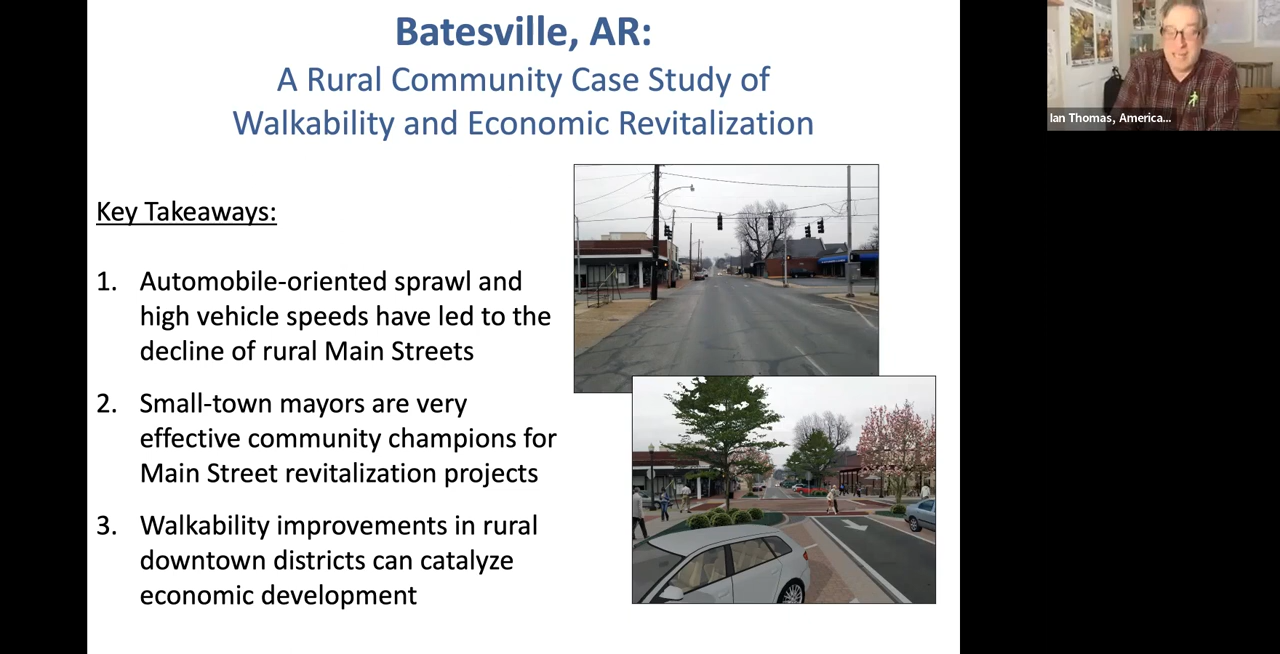 Batesville, AR:
A Rural Community Case Study of
Walkability and Economic Revitalization
Key Takeaways:
1. Automobile-oriented sprawl and
high vehicle speeds have led to the
decline of rural Main Streets
2. Small-town mayors are very
effective community champions for
Main Street revitalization projects
3. Walkability improvements in rural
downtown districts can catalyze
economic development
Ian Thomas, America...